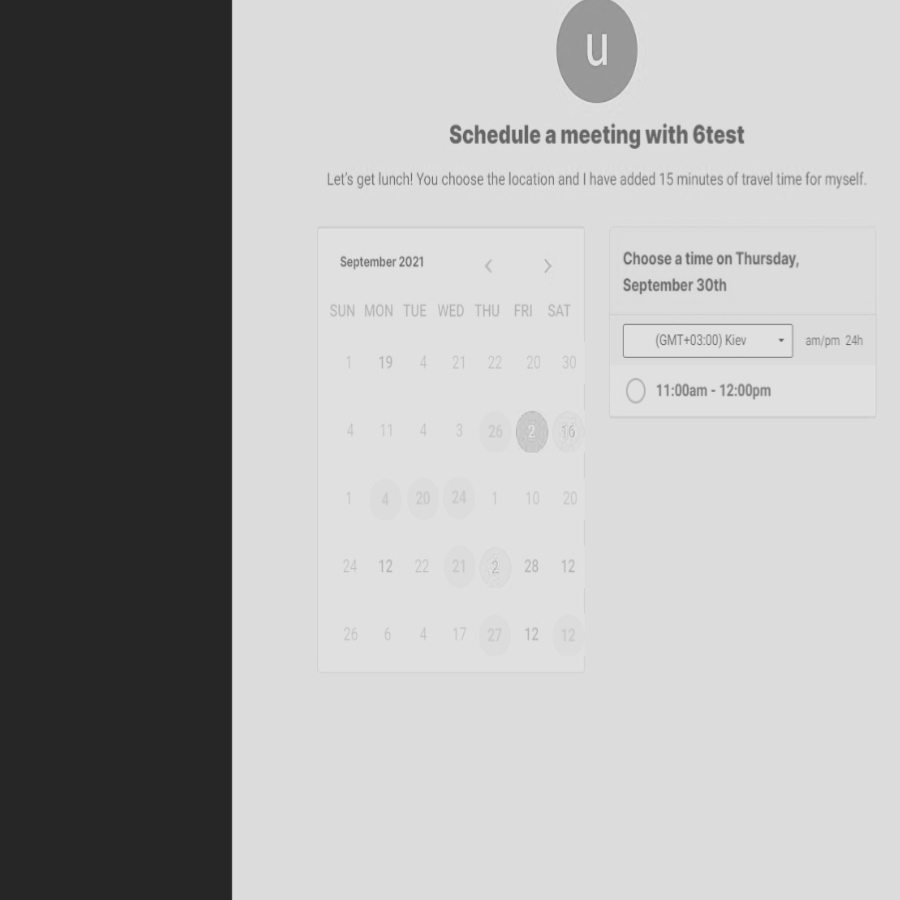 u
Schedule a meeting with 6test
Let's get lunch! You choose the location and I have added 15 minutes of travel time for myself.
September 2021
SUN MON TUE WED THU FRI SAT
1 19 4 21 22 20 30
4 11 4 3 26 2 16
1 4 20 24 1 10 20
24 12 22 21 2 28 12
26 6 4 17 27 12 12
Choose a time on Thursday,
September 30th
(GMT+03:00) Kiev am/pm 24h
11:00am - 12:00pm